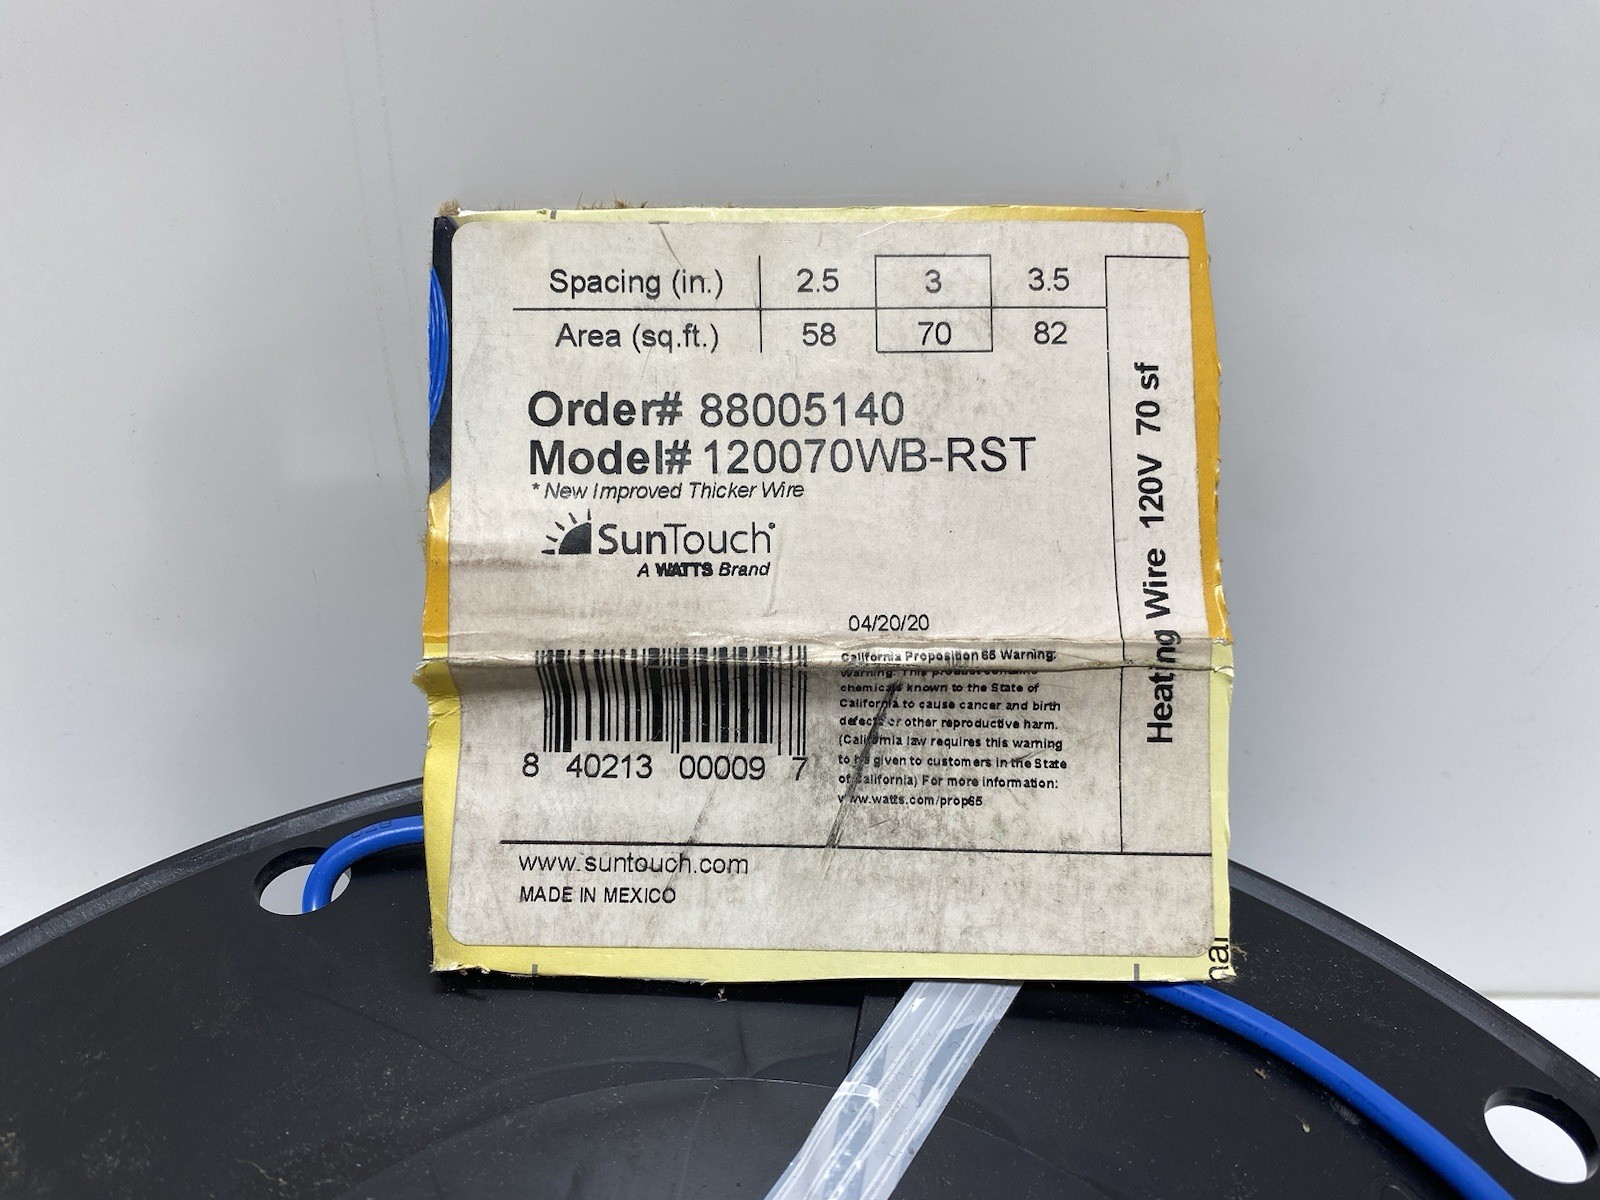 Spacing (in.) 2.5 3 3.5
Area (sq.ft.) 58 70 82
Order# 88005140
Model# 120070WB-RST
* New Improved Thicker Wire
SunTouch®
A WATTS Brand
04/20/20
California Proposition 65 Warning:
Warning: This product contains
chemicals known to the State of
California to cause cancer and birth
defects or other reproductive harm.
(California law requires this warning
to be given to customers in the State
of California) For more information:
www.watts.com/prop65
8 40213 00009 7
www.suntouch.com
MADE IN MEXICO
Heating Wire 120V 70 sf